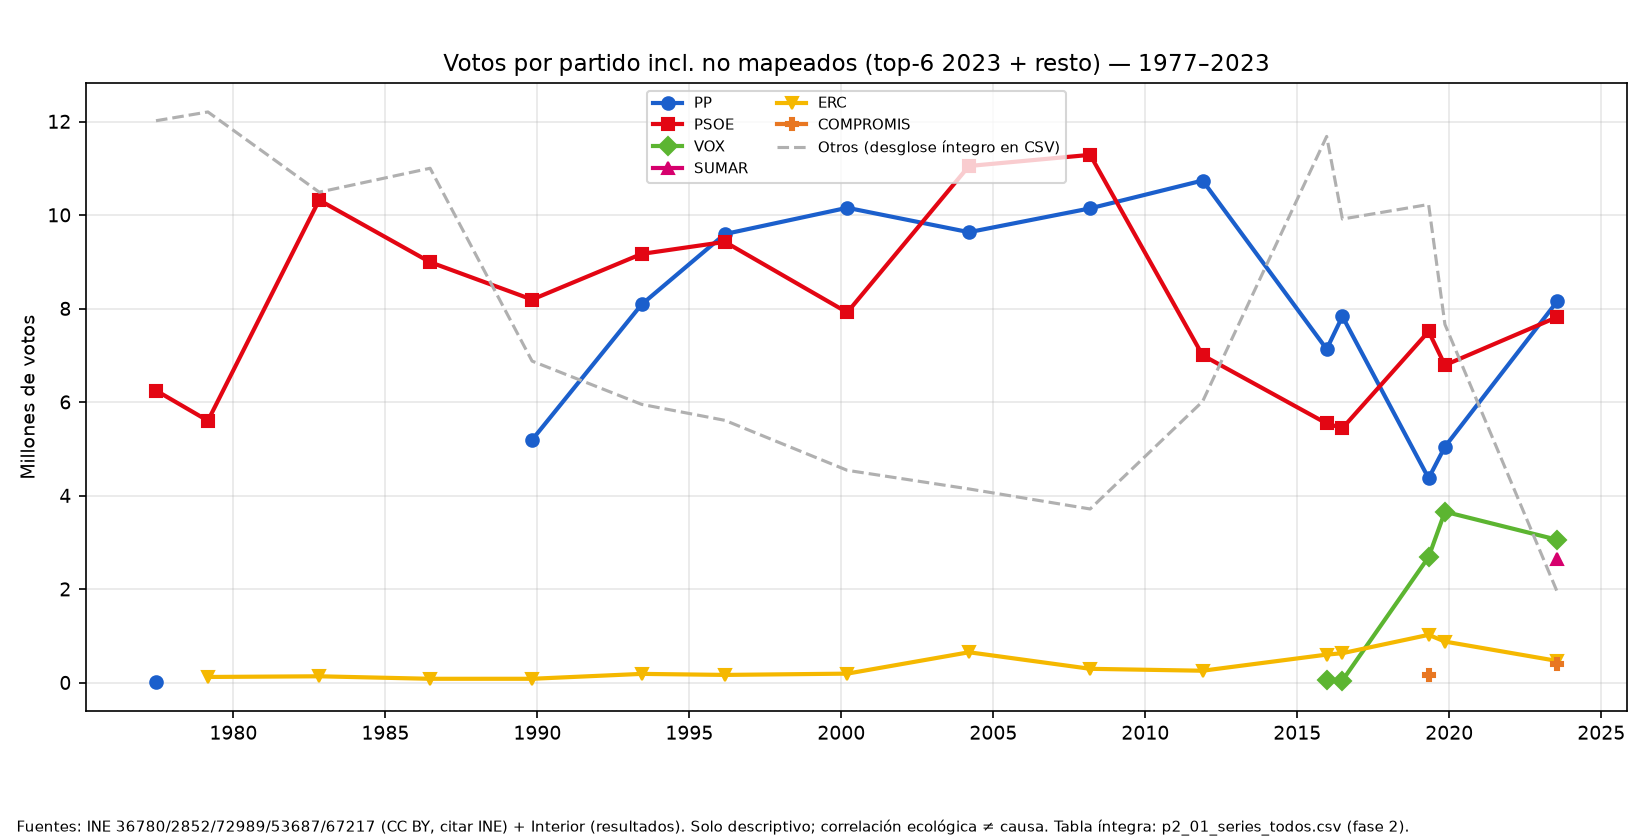 Votos por partido incl. no mapeados (top-6 2023 + resto) — 1977–2023
PP
PSOE
VOX
SUMAR
ERC
COMPROMIS
Otros (desglose íntegro en CSV)
Millones de votos
12
10
8
6
4
2
0
1980 1985 1990 1995 2000 2005 2010 2015 2020 2025
Fuentes: INE 36780/2852/72989/53687/67217 (CC BY, citar INE) + Interior (resultados). Solo descriptivo; correlación ecológica ≠ causa. Tabla íntegra: p2_01_series_todos.csv (fase 2).